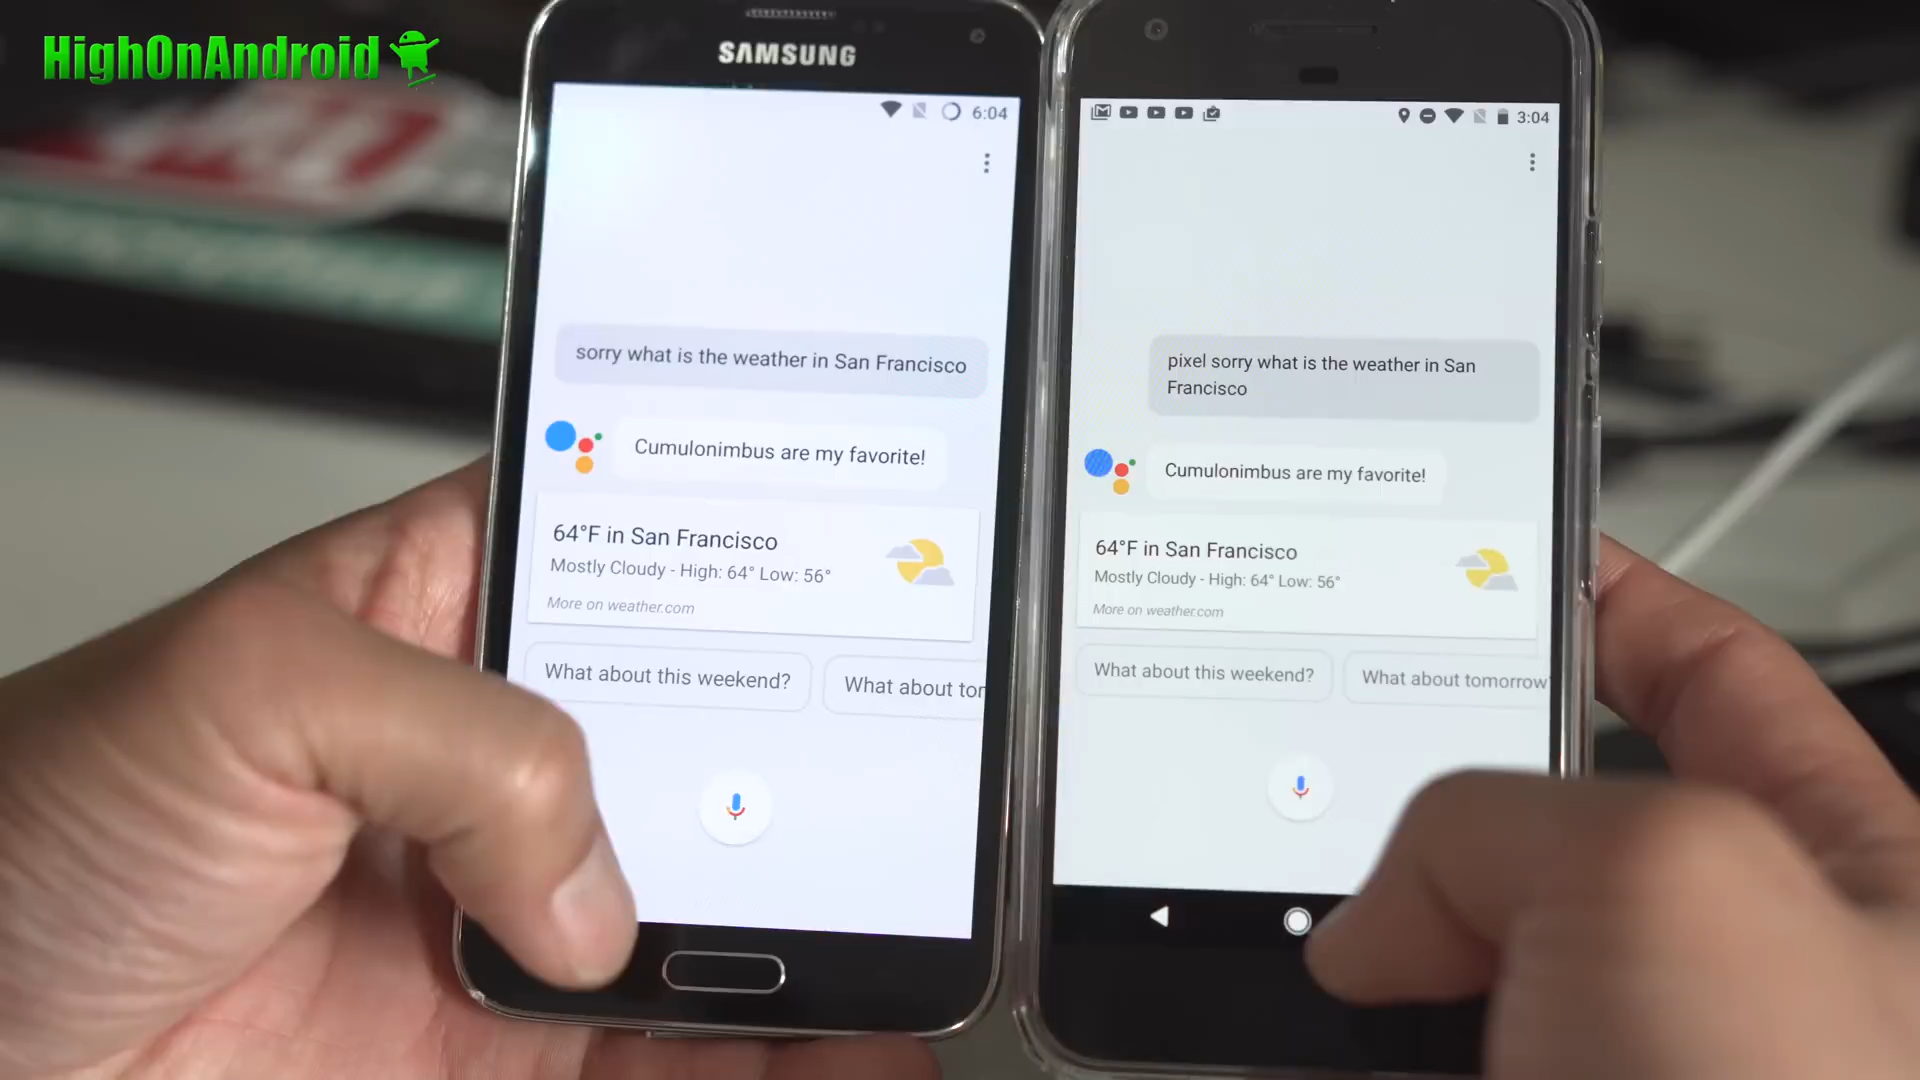 HighOnAndroid
SAMSUNG
6:04
sorry what is the weather in San Francisco
Cumulonimbus are my favorite!
64°F in San Francisco
Mostly Cloudy - High: 64° Low: 56°
More on weather.com
What about this weekend?
What about tor
3:04
pixel sorry what is the weather in San
Francisco
Cumulonimbus are my favorite!
64°F in San Francisco
Mostly Cloudy - High: 64° Low: 56°
More on weather.com
What about this weekend?
What about tomorrow